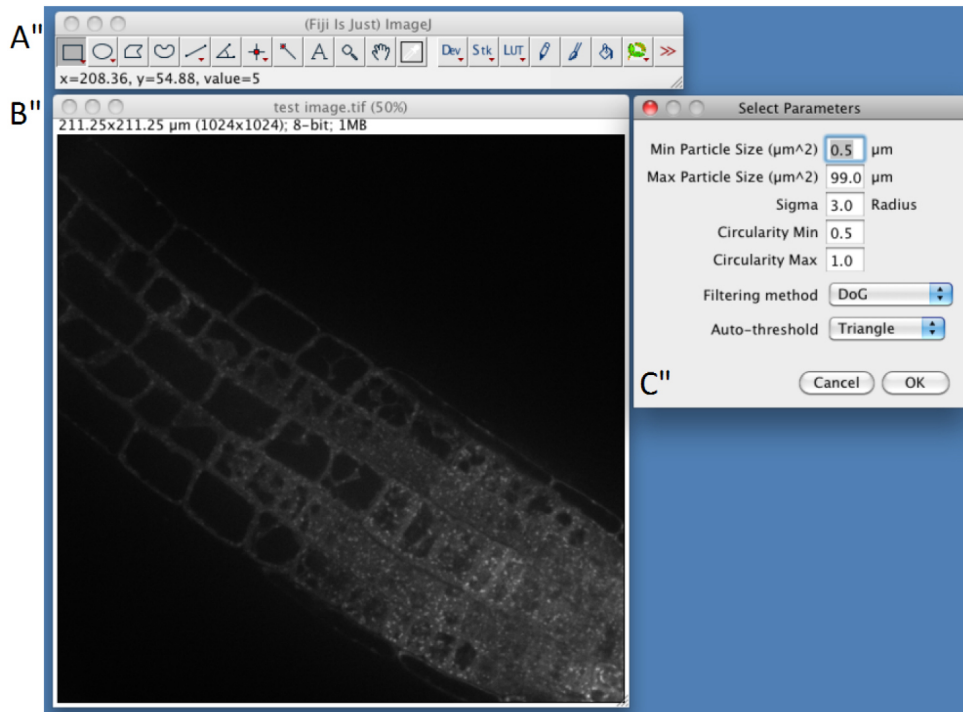 A"
(Fiji Is Just) ImageJ
A Dev Stk LUT >>
x=208.36, y=54.88, value=5
B"
test image.tif (50%)
211.25x211.25 µm (1024x1024); 8-bit; 1MB
Select Parameters
Min Particle Size (µm^2) 0.5 µm
Max Particle Size (µm^2) 99.0 µm
Sigma 3.0 Radius
Circularity Min 0.5
Circularity Max 1.0
Filtering method DoG
Auto-threshold Triangle
C"
Cancel OK